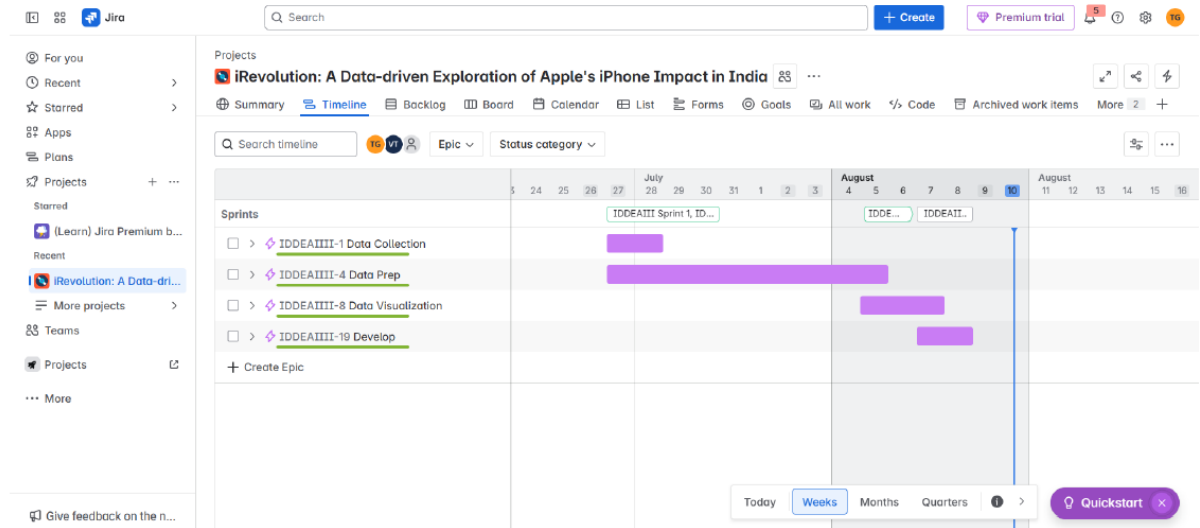 Jira
Search
+ Create
Premium trial
5
TG
For you
Recent
Starred
Apps
Plans
Projects
Starred
(Learn) Jira Premium b...
Recent
iRevolution: A Data-dri...
More projects
Teams
Projects
More
Give feedback on the n...
Projects
iRevolution: A Data-driven Exploration of Apple's iPhone Impact in India
Summary Timeline Backlog Board Calendar List Forms Goals All work Code Archived work items More 2
Search timeline
TG VT
Epic
Status category
July August August
24 25 26 27 28 29 30 31 1 2 3 4 5 6 7 8 9 10 11 12 13 14 15 16
Sprints
IDDEAIII Sprint 1, ID...
IDDE...
IDDEAII..
IDDEAIIII-1 Data Collection
IDDEAIIII-4 Data Prep
IDDEAIIII-8 Data Visualization
IDDEAIIII-19 Develop
+ Create Epic
Today Weeks Months Quarters
Quickstart